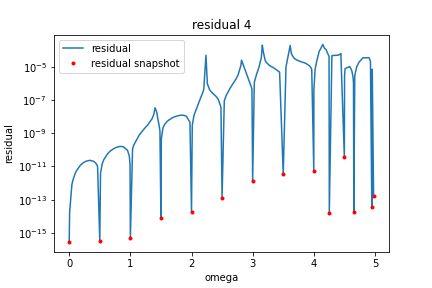 residual 4
residual
residual snapshot
10⁻⁵
10⁻⁷
10⁻⁹
10⁻¹¹
10⁻¹³
10⁻¹⁵
residual
0 1 2 3 4 5
omega